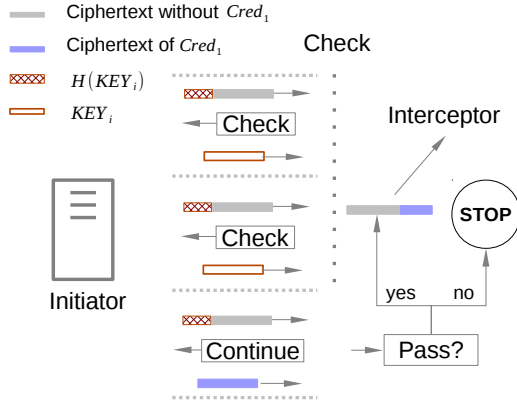 Ciphertext without Cred₁
Ciphertext of Cred₁
H(KEYᵢ)
KEYᵢ
Check
Check
Interceptor
STOP
Check
Initiator
yes no
Continue
Pass?